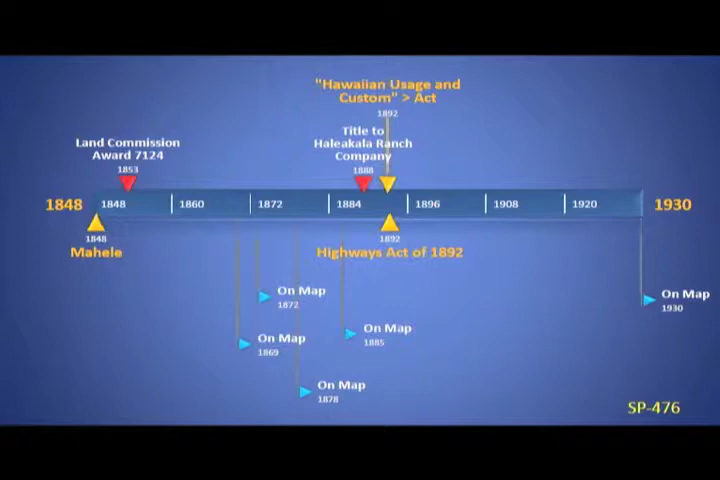 "Hawaiian Usage and
Custom" > Act
1892
Title to
Haleakala Ranch
Company
1888
Land Commission
Award 7124
1853
1848
1848
1860
1872
1884
1896
1908
1920
1930
1848
Mahele
1892
Highways Act of 1892
On Map
1872
On Map
1930
On Map
1885
On Map
1869
On Map
1878
SP-476